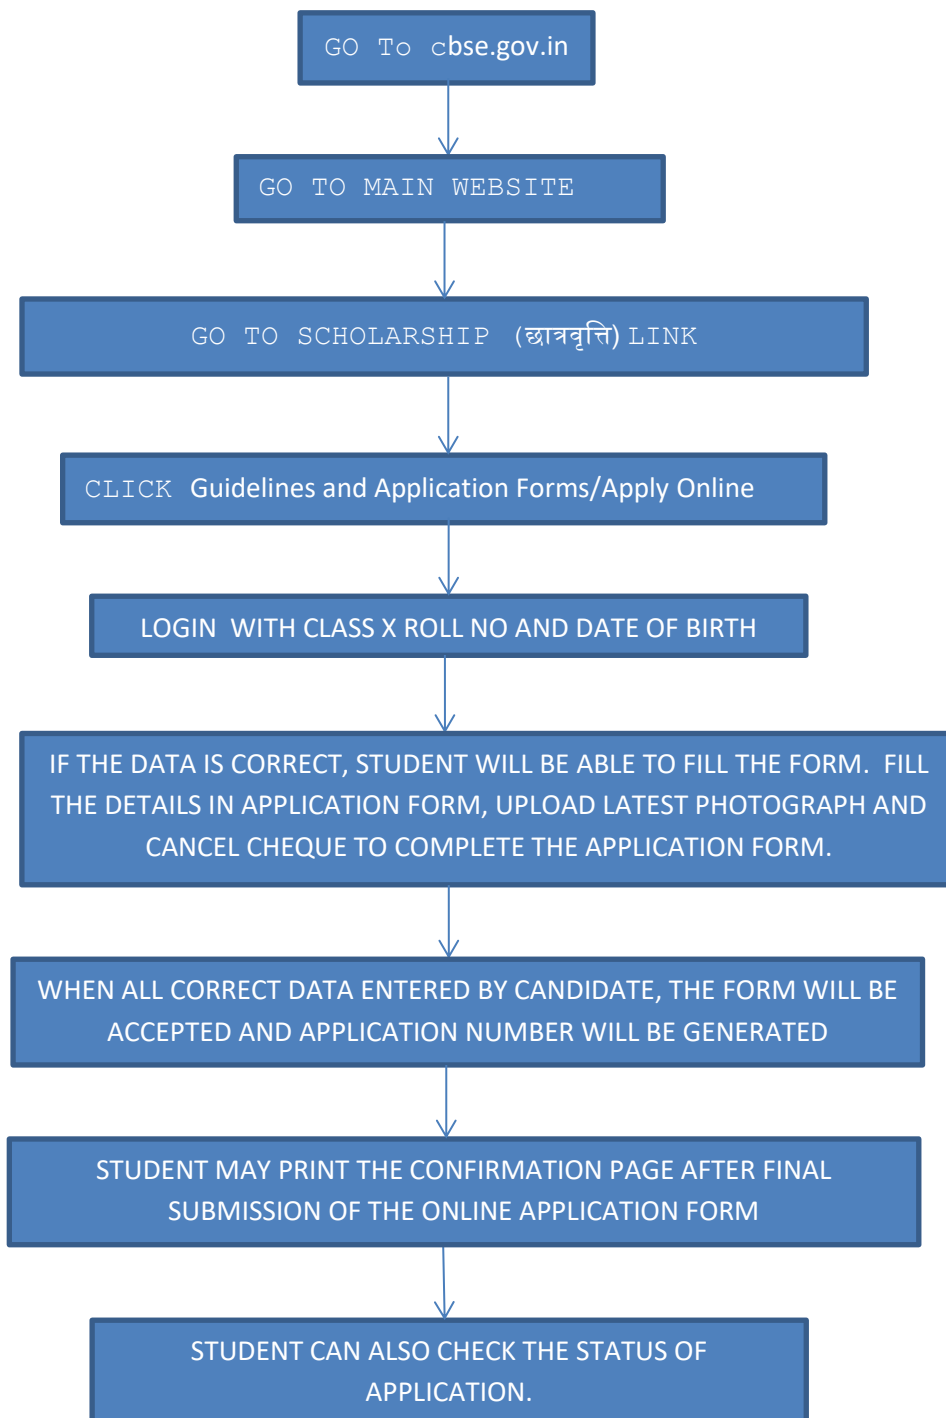 GO To cbse.gov.in
GO TO MAIN WEBSITE
GO TO SCHOLARSHIP (छात्रवृत्ति) LINK
CLICK Guidelines and Application Forms/Apply Online
LOGIN WITH CLASS X ROLL NO AND DATE OF BIRTH
IF THE DATA IS CORRECT, STUDENT WILL BE ABLE TO FILL THE FORM. FILL
THE DETAILS IN APPLICATION FORM, UPLOAD LATEST PHOTOGRAPH AND
CANCEL CHEQUE TO COMPLETE THE APPLICATION FORM.
WHEN ALL CORRECT DATA ENTERED BY CANDIDATE, THE FORM WILL BE
ACCEPTED AND APPLICATION NUMBER WILL BE GENERATED
STUDENT MAY PRINT THE CONFIRMATION PAGE AFTER FINAL
SUBMISSION OF THE ONLINE APPLICATION FORM
STUDENT CAN ALSO CHECK THE STATUS OF
APPLICATION.